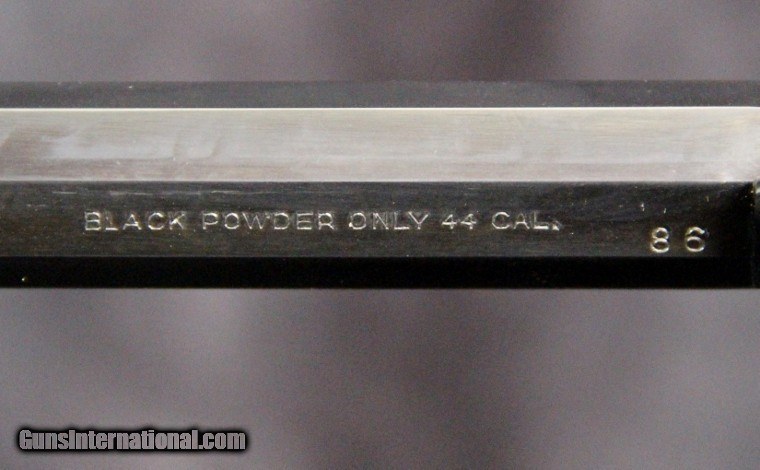 BLACK POWDER ONLY 44 CAL.
86
GunsInternational.com